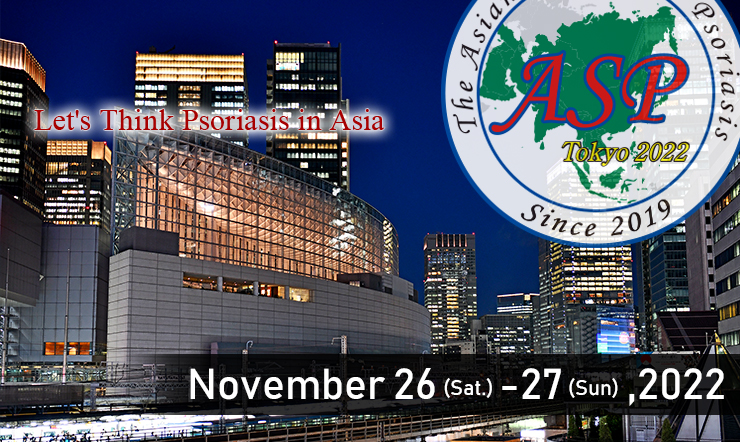 Let's Think Psoriasis in Asia
The Asian
Psoriasis
ASP
Tokyo 2022
Since 2019
November 26 (Sat.) –27 (Sun) ,2022